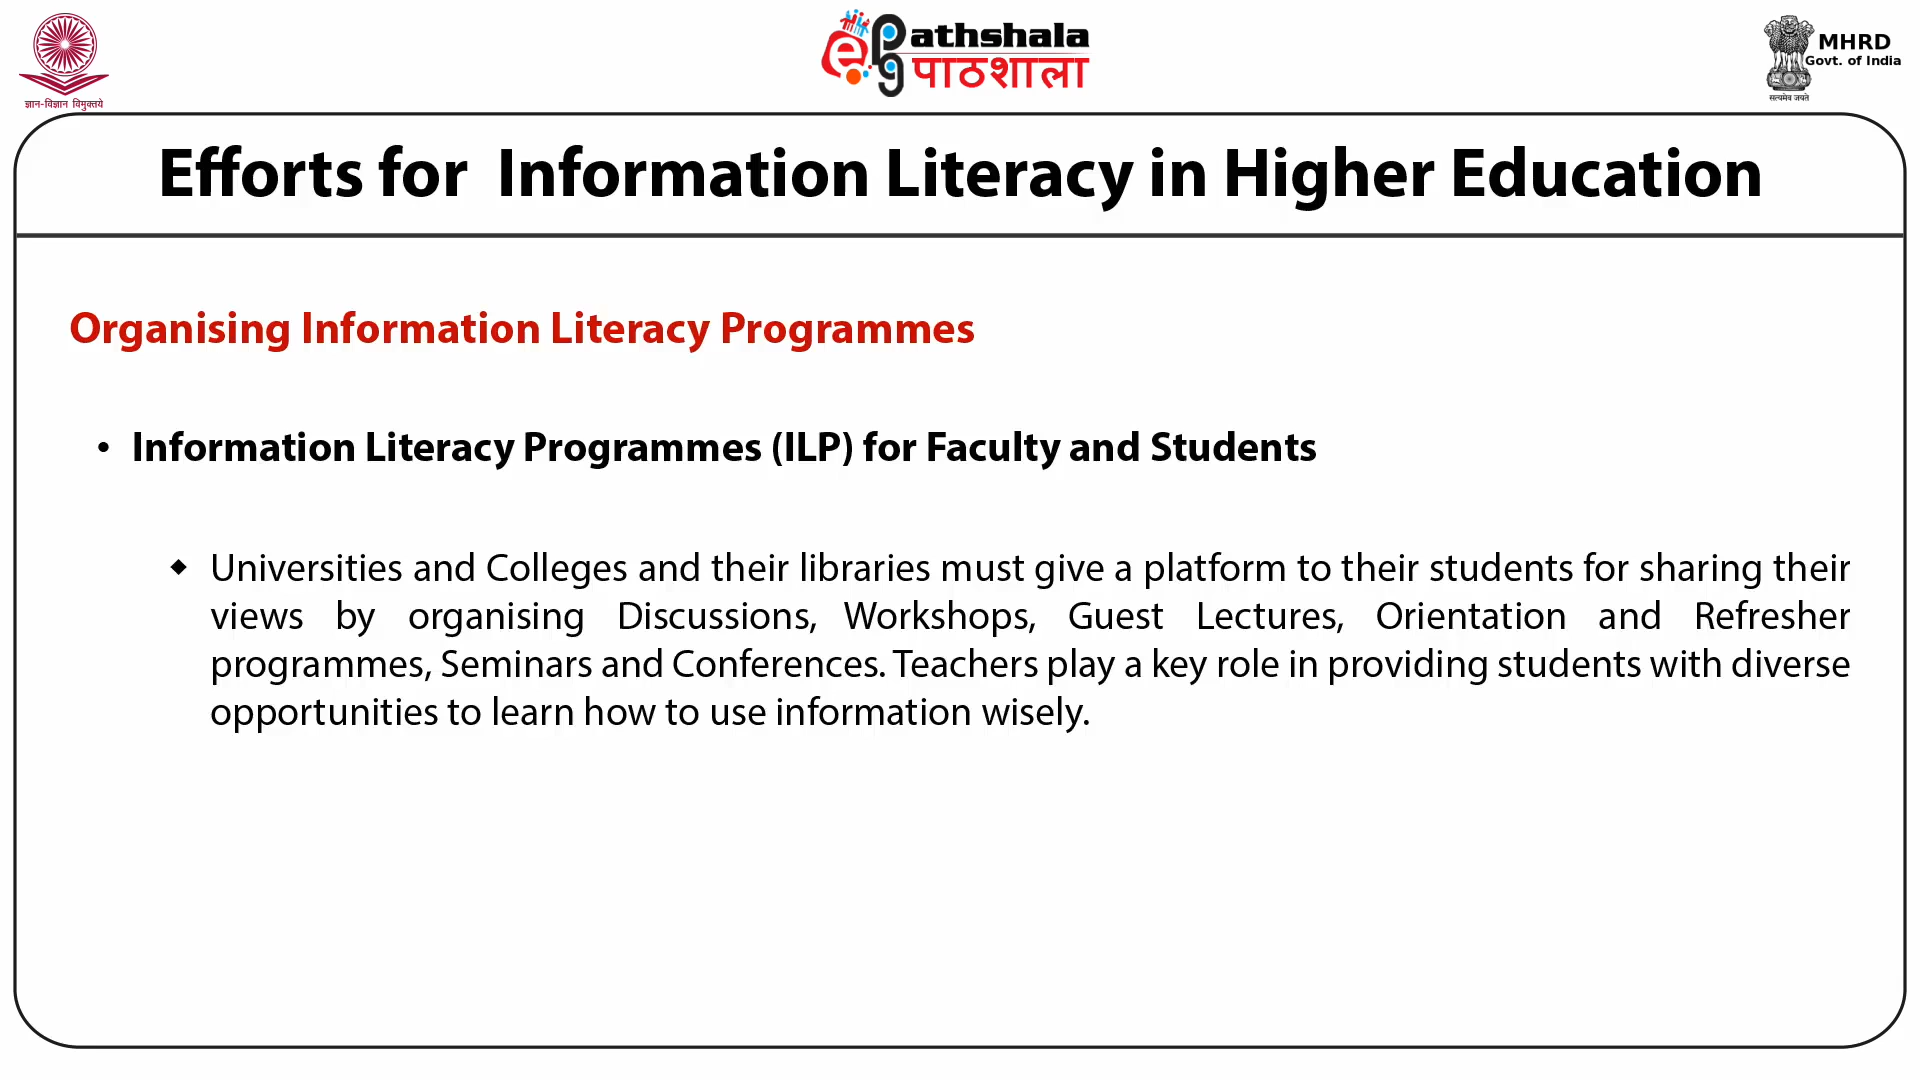 ज्ञान-विज्ञान विमुक्तये
e
PG
athshala
पाठशाला
MHRD
Govt. of India
सत्यमेव जयते
Efforts for Information Literacy in Higher Education
Organising Information Literacy Programmes
• Information Literacy Programmes (ILP) for Faculty and Students
◆ Universities and Colleges and their libraries must give a platform to their students for sharing their
views by organising Discussions, Workshops, Guest Lectures, Orientation and Refresher
programmes, Seminars and Conferences. Teachers play a key role in providing students with diverse
opportunities to learn how to use information wisely.